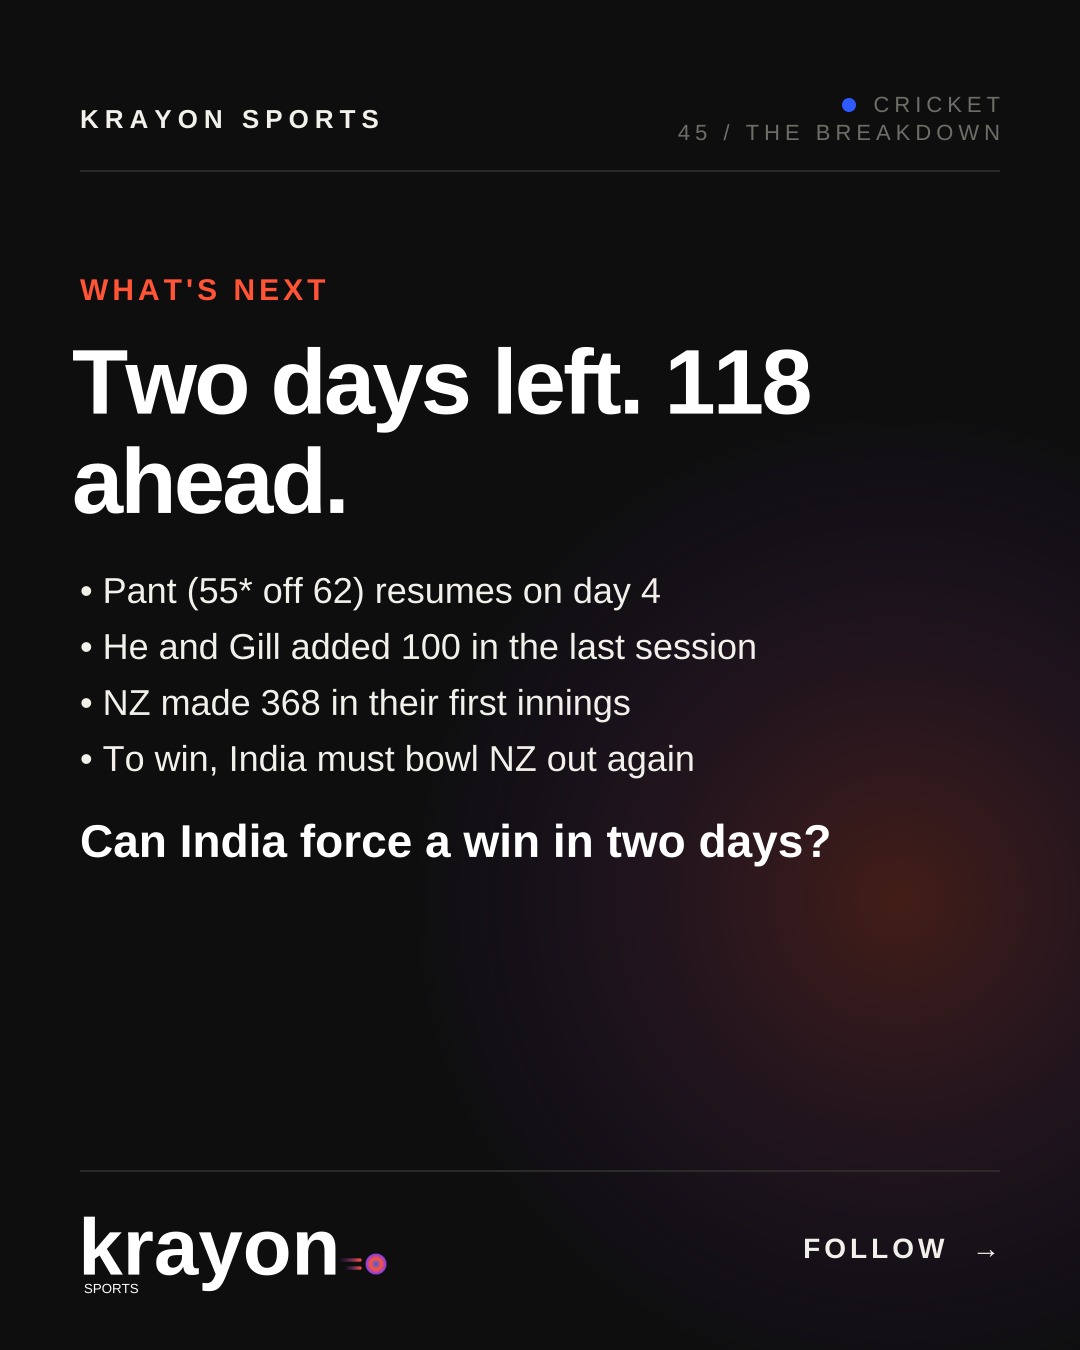 KRAYON SPORTS
CRICKET
45 / THE BREAKDOWN
WHAT'S NEXT
Two days left. 118
ahead.
• Pant (55* off 62) resumes on day 4
• He and Gill added 100 in the last session
• NZ made 368 in their first innings
• To win, India must bowl NZ out again
Can India force a win in two days?
krayon
SPORTS
FOLLOW →